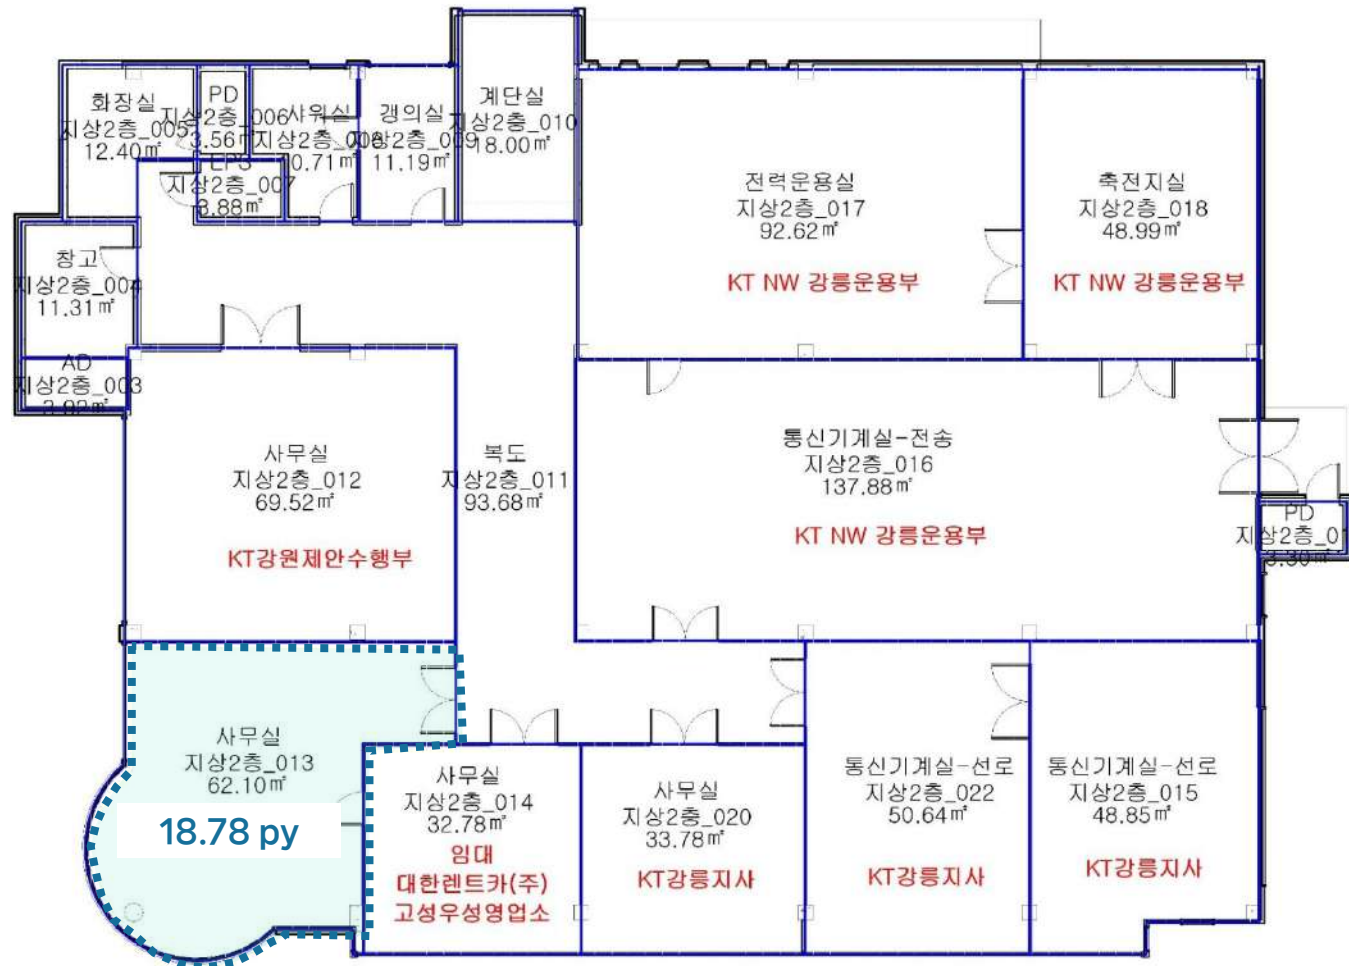 화장실
지상2층_005
12.40㎡
PD
지상2층_006
3.56㎡
샤워실
0.71㎡
갱의실
지상2층_009
11.19㎡
계단실
지상2층_010
18.00㎡
EPS
지상2층_007
3.88㎡
창고
지상2층_004
11.31㎡
AD
지상2층_003
전력운용실
지상2층_017
92.62㎡
KT NW 강릉운용부
축전지실
지상2층_018
48.99㎡
KT NW 강릉운용부
사무실
지상2층_012
69.52㎡
KT강원제안수행부
복도
지상2층_011
93.68㎡
통신기계실-전송
지상2층_016
137.88㎡
KT NW 강릉운용부
PD
지상2층_01
사무실
지상2층_013
62.10㎡
18.78 py
사무실
지상2층_014
32.78㎡
임대
대한렌트카(주)
고성우성영업소
사무실
지상2층_020
33.78㎡
KT강릉지사
통신기계실-선로
지상2층_022
50.64㎡
KT강릉지사
통신기계실-선로
지상2층_015
48.85㎡
KT강릉지사